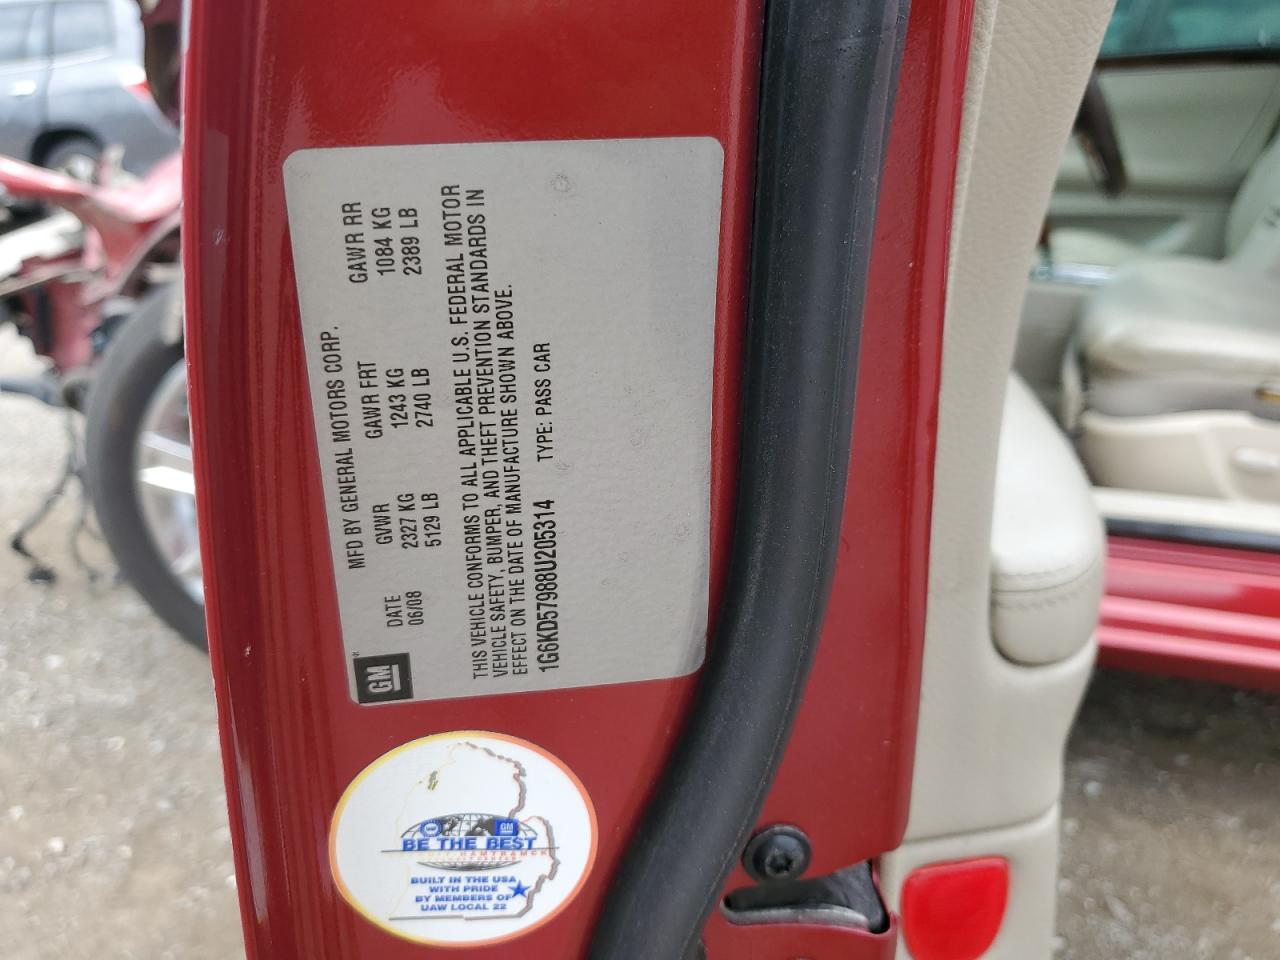 MFD BY GENERAL MOTORS CORP.
DATE GVWR GAWR FRT GAWR RR
06/08 2327 KG 1243 KG 1084 KG
5129 LB 2740 LB 2389 LB
GM
THIS VEHICLE CONFORMS TO ALL APPLICABLE U.S. FEDERAL MOTOR
VEHICLE SAFETY, BUMPER, AND THEFT PREVENTION STANDARDS IN
EFFECT ON THE DATE OF MANUFACTURE SHOWN ABOVE.
1G6KD57988U205314 TYPE: PASS CAR
GM
BE THE BEST
HAMTRAMCK
BUILT IN THE USA
WITH PRIDE
BY MEMBERS OF
UAW LOCAL 22